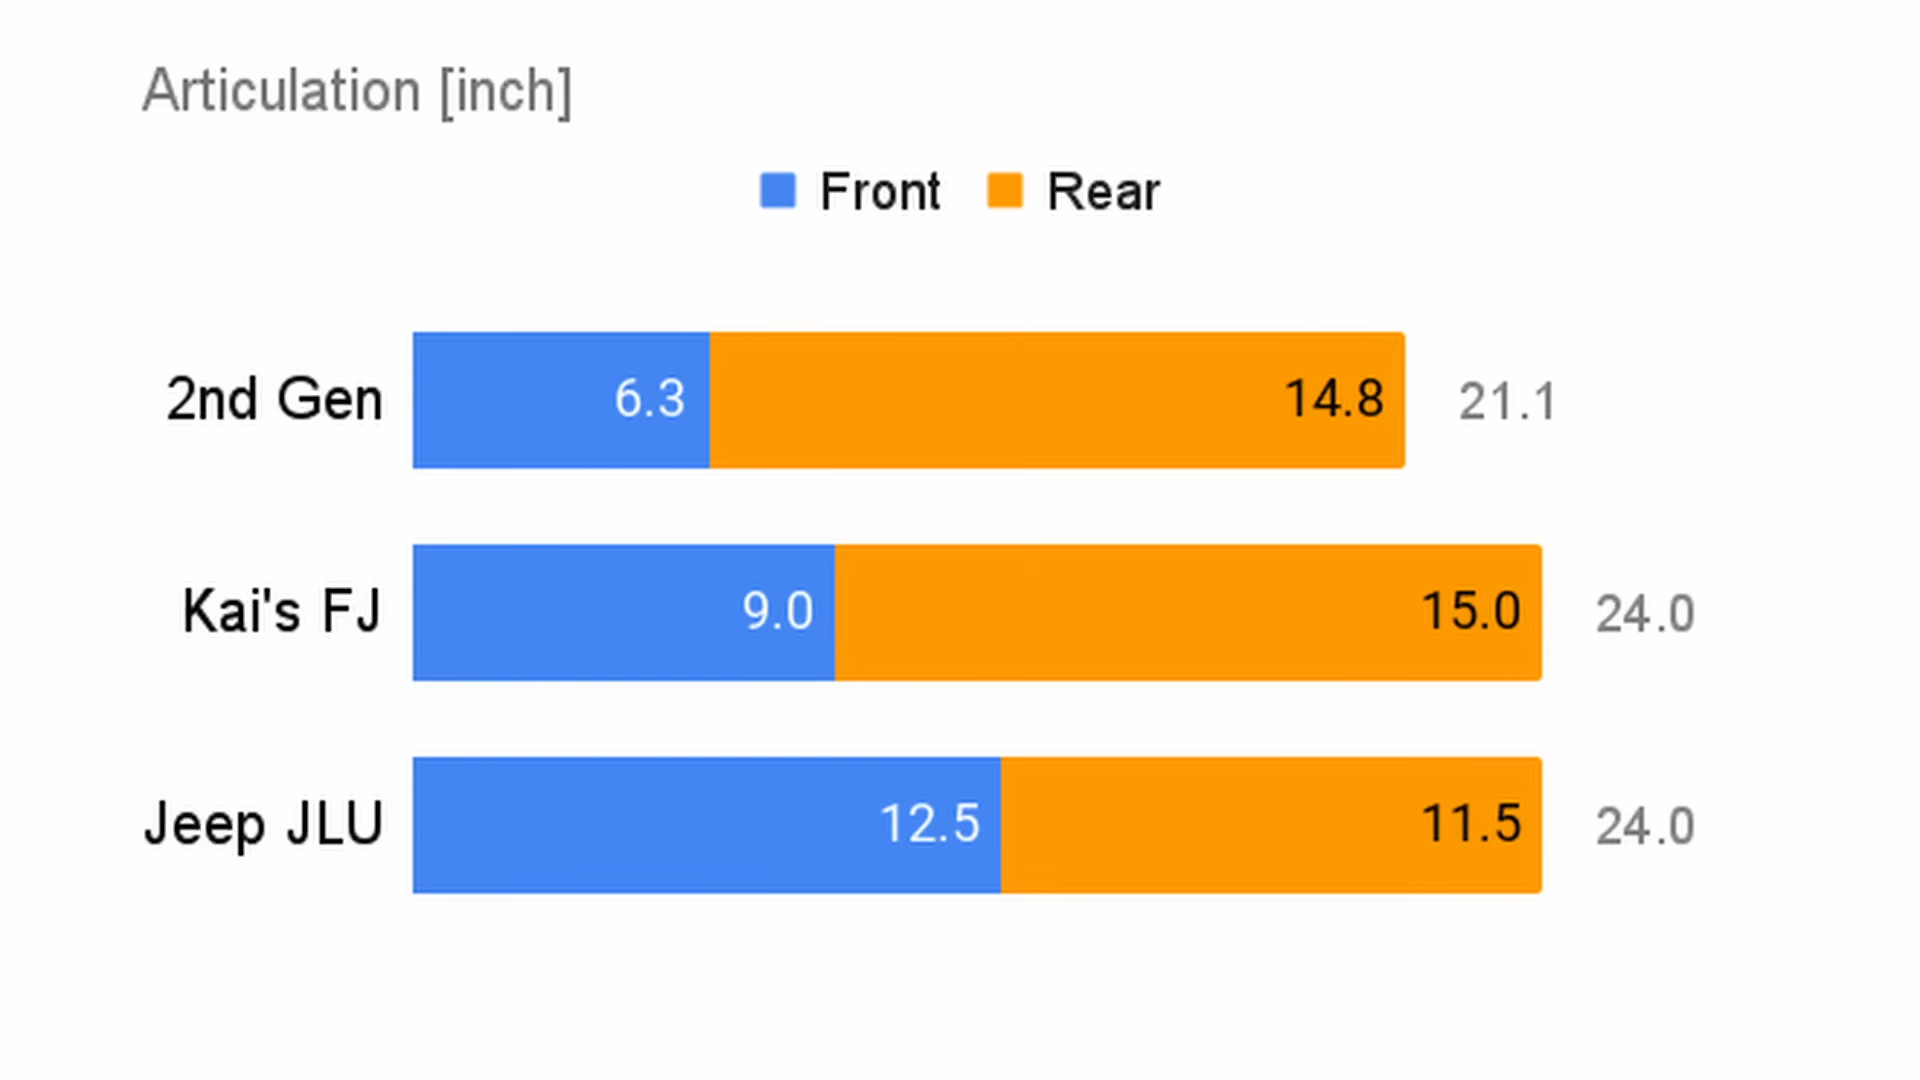 Articulation [inch]
Front Rear
2nd Gen 6.3 14.8 21.1
Kai's FJ 9.0 15.0 24.0
Jeep JLU 12.5 11.5 24.0